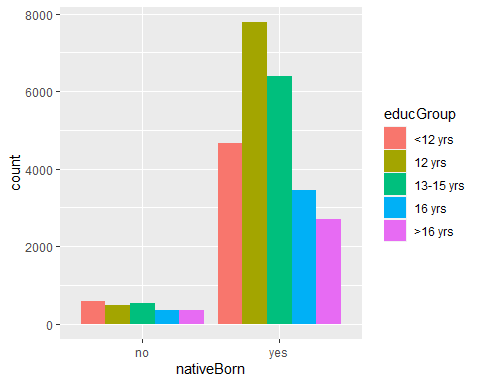 8000
6000
4000
2000
0
count
no
yes
nativeBorn
educGroup
<12 yrs
12 yrs
13-15 yrs
16 yrs
>16 yrs